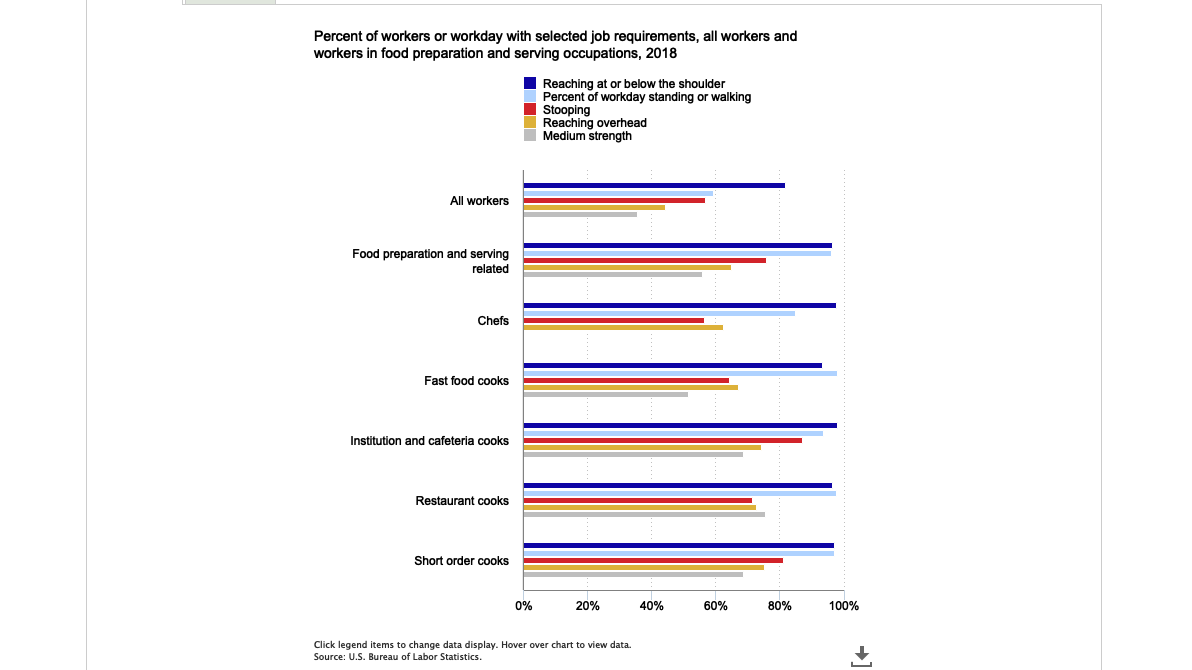 Percent of workers or workday with selected job requirements, all workers and
workers in food preparation and serving occupations, 2018
Reaching at or below the shoulder
Percent of workday standing or walking
Stooping
Reaching overhead
Medium strength
All workers
Food preparation and serving
related
Chefs
Fast food cooks
Institution and cafeteria cooks
Restaurant cooks
Short order cooks
0% 20% 40% 60% 80% 100%
Click legend items to change data display. Hover over chart to view data.
Source: U.S. Bureau of Labor Statistics.